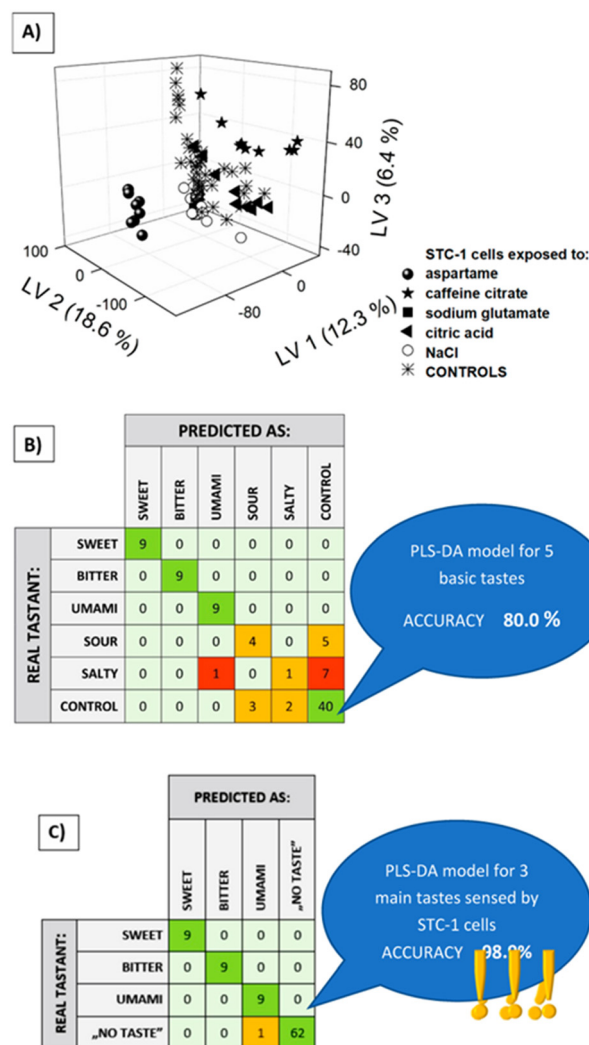 A)
80
40
0
-40
LV 3 (6.4 %)
100
0
-100
LV 2 (18.6 %)
-80
0
LV 1 (12.3 %)
STC-1 cells exposed to:
aspartame
caffeine citrate
sodium glutamate
citric acid
NaCl
CONTROLS
B)
PREDICTED AS:
SWEET BITTER UMAMI SOUR SALTY CONTROL
REAL TASTANT:
SWEET 9 0 0 0 0 0
BITTER 0 9 0 0 0 0
UMAMI 0 0 9 0 0 0
SOUR 0 0 0 4 0 5
SALTY 0 0 1 0 1 7
CONTROL 0 0 0 3 2 40
PLS-DA model for 5
basic tastes
ACCURACY 80.0 %
C)
PREDICTED AS:
SWEET BITTER UMAMI „NO TASTE”
REAL TASTANT:
SWEET 9 0 0 0
BITTER 0 9 0 0
UMAMI 0 0 9 0
„NO TASTE” 0 0 1 62
PLS-DA model for 3
main tastes sensed by
STC-1 cells
ACCURACY
!!!